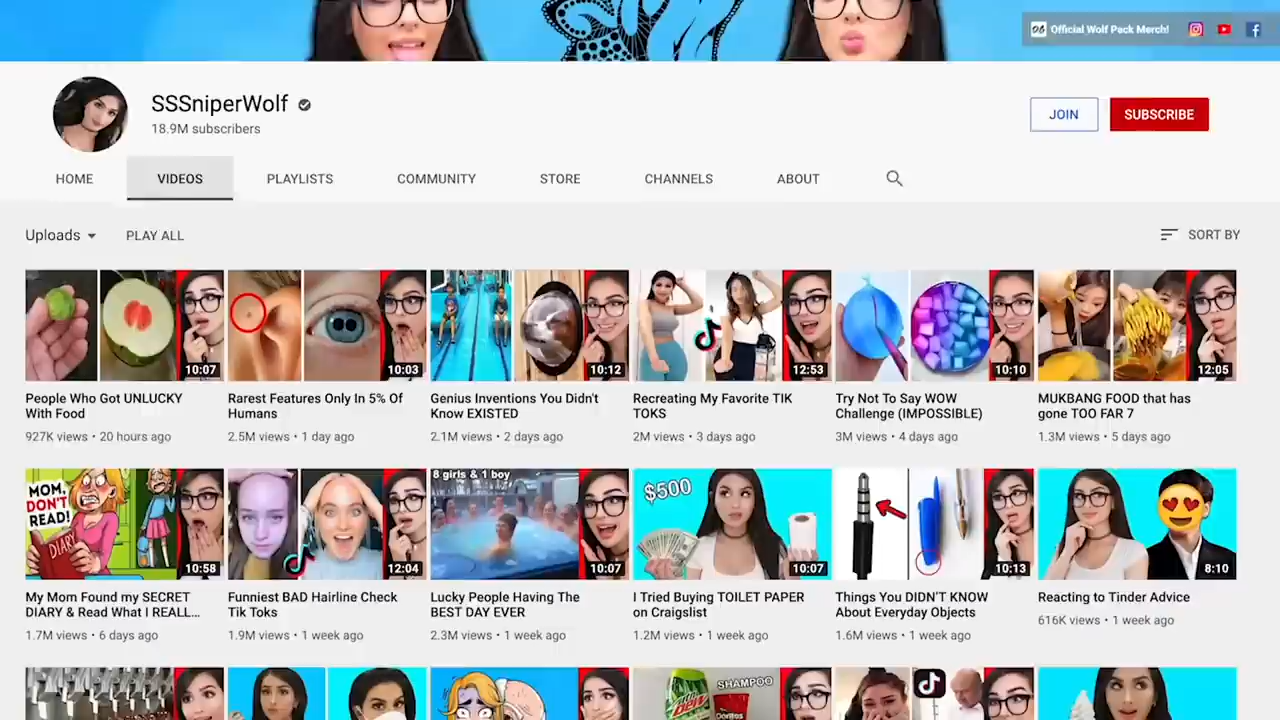 Official Wolf Pack Merch!
SSSniperWolf
18.9M subscribers
JOIN
SUBSCRIBE
HOME
VIDEOS
PLAYLISTS
COMMUNITY
STORE
CHANNELS
ABOUT
Uploads
PLAY ALL
SORT BY
10:07
10:03
10:12
12:53
10:10
12:05
People Who Got UNLUCKY
With Food
927K views • 20 hours ago
Rarest Features Only In 5% Of
Humans
2.5M views • 1 day ago
Genius Inventions You Didn't
Know EXISTED
2.1M views • 2 days ago
Recreating My Favorite TIK
TOKS
2M views • 3 days ago
Try Not To Say WOW
Challenge (IMPOSSIBLE)
3M views • 4 days ago
MUKBANG FOOD that has
gone TOO FAR 7
1.3M views • 5 days ago
MOM,
DON'T
READ!
DIARY
10:58
12:04
8 girls & 1 boy
10:07
$500
10:07
10:13
8:10
My Mom Found my SECRET
DIARY & Read What I REALL...
1.7M views • 6 days ago
Funniest BAD Hairline Check
Tik Toks
1.9M views • 1 week ago
Lucky People Having The
BEST DAY EVER
2.3M views • 1 week ago
I Tried Buying TOILET PAPER
on Craigslist
1.2M views • 1 week ago
Things You DIDN'T KNOW
About Everyday Objects
1.6M views • 1 week ago
Reacting to Tinder Advice
616K views • 1 week ago
SHAMPOO
Doritos